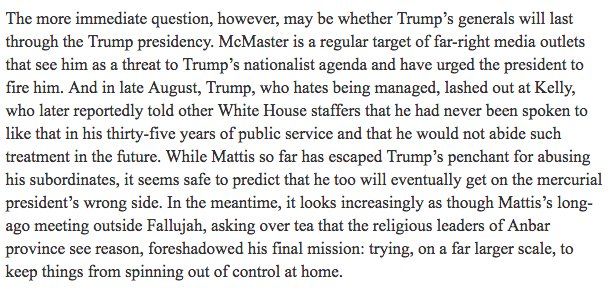 The more immediate question, however, may be whether Trump’s generals will last
through the Trump presidency. McMaster is a regular target of far-right media outlets
that see him as a threat to Trump’s nationalist agenda and have urged the president to
fire him. And in late August, Trump, who hates being managed, lashed out at Kelly,
who later reportedly told other White House staffers that he had never been spoken to
like that in his thirty-five years of public service and that he would not abide such
treatment in the future. While Mattis so far has escaped Trump’s penchant for abusing
his subordinates, it seems safe to predict that he too will eventually get on the mercurial
president’s wrong side. In the meantime, it looks increasingly as though Mattis’s long-
ago meeting outside Fallujah, asking over tea that the religious leaders of Anbar
province see reason, foreshadowed his final mission: trying, on a far larger scale, to
keep things from spinning out of control at home.